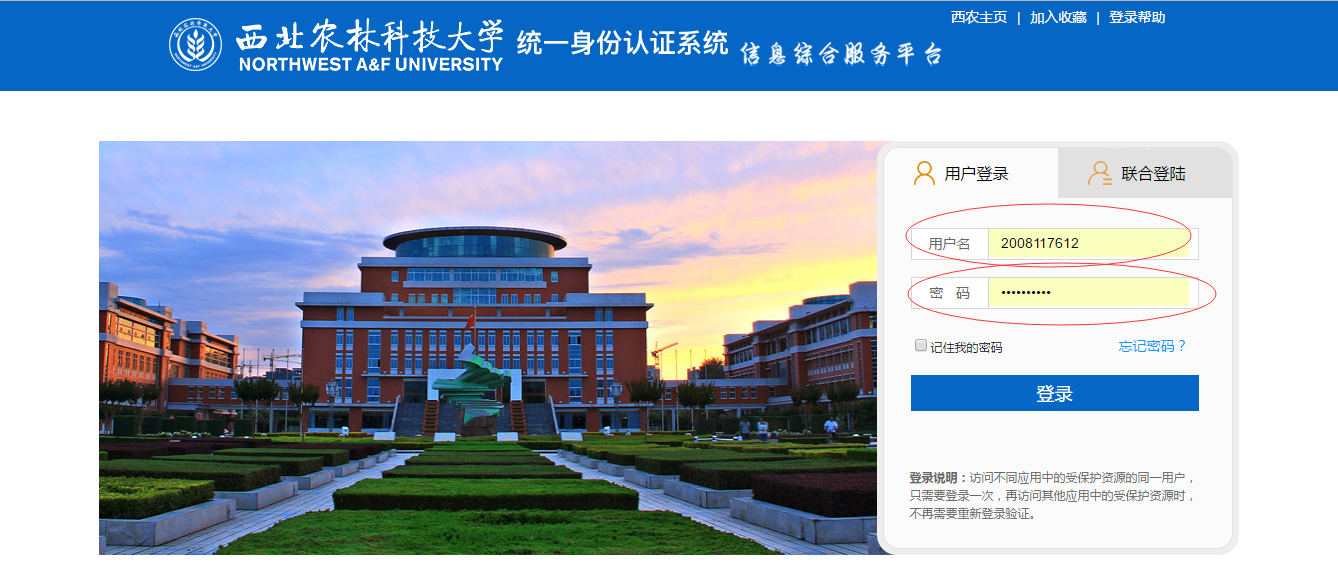 西农主页 | 加入收藏 | 登录帮助
西北农林科技大学
NORTHWEST A&F UNIVERSITY
统一身份认证系统
信息综合服务平台
用户登录
联合登陆
用户名 2008117612
密 码 ••••••••••
记住我的密码 忘记密码？
登录
登录说明：访问不同应用中的受保护资源的同一用户，
只需要登录一次，再访问其他应用中的受保护资源时，
不再需要重新登录验证。